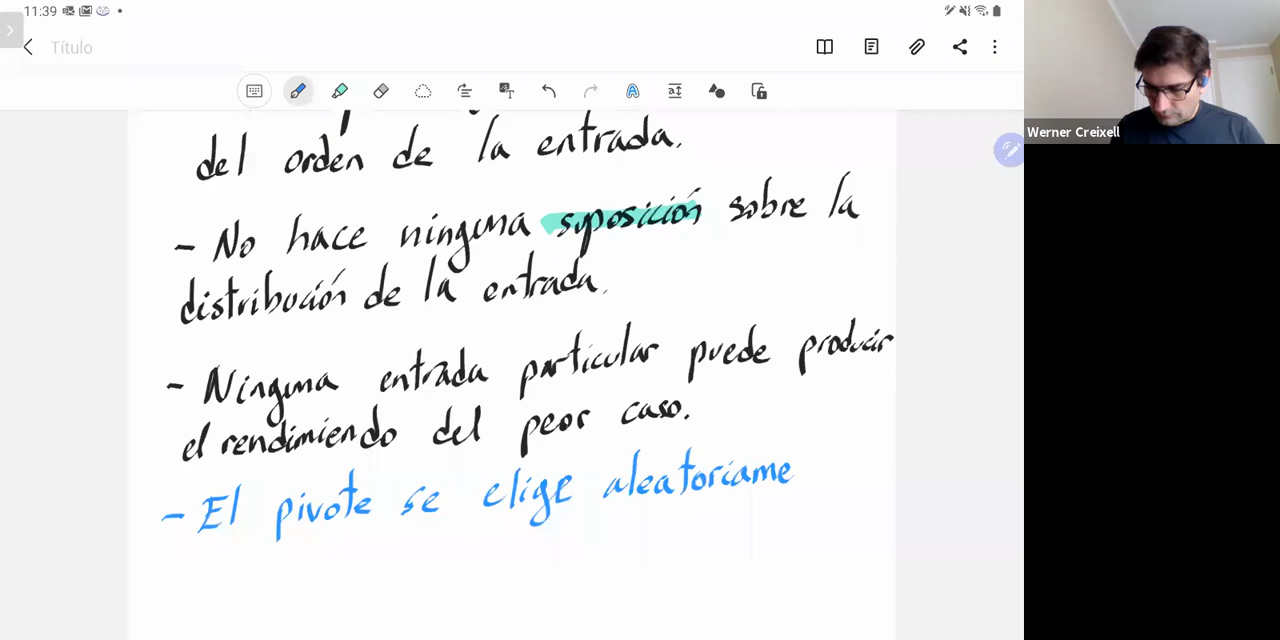 11:39
Título
Werner Creixell
del orden de la entrada.
- No hace ninguna suposición sobre la
distribución de la entrada.
- Ninguna entrada particular puede producir
el rendimiendo del peor caso.
- El pivote se elige aleatoriame